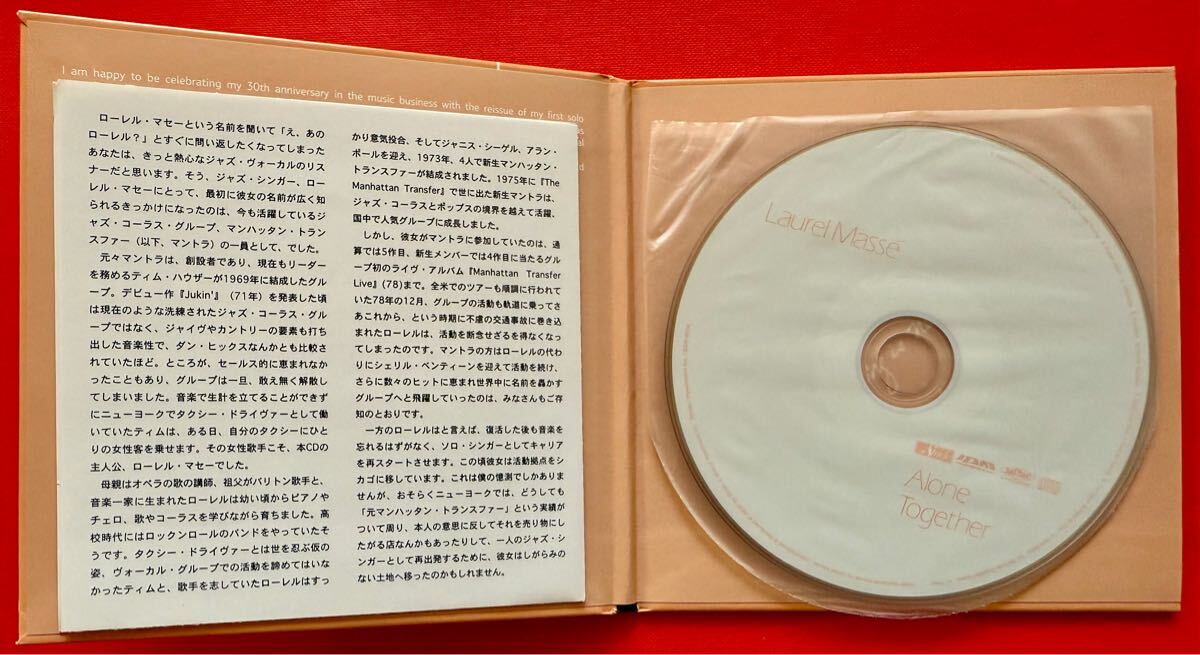 I am happy to be celebrating my 30th anniversary in the music business with the reissue of my first solo
ローレル・マセーという名前を聞いて「え、あの
ローレル？」とすぐに問い返したくなってしまった
あなたは、きっと熱心なジャズ・ヴォーカルのリス
ナーだと思います。そう、ジャズ・シンガー、ロー
レル・マセーにとって、最初に彼女の名前が広く知
られるきっかけになったのは、今も活躍しているジ
ャズ・コーラス・グループ、マンハッタン・トラン
スファー（以下、マントラ）の一員として、でした。
元々マントラは、創設者であり、現在もリーダー
を務めるティム・ハウザーが1969年に結成したグル
ープ。デビュー作『Jukin'』（71年）を発表した頃
は現在のような洗練されたジャズ・コーラス・グル
ープではなく、ジャイヴやカントリーの要素も打ち
出した音楽性で、ダン・ヒックスなんかとも比較さ
れていたほど。ところが、セールス的に恵まれなか
ったこともあり、グループは一旦、敢え無く解散し
てしまいました。音楽で生計を立てることができず
にニューヨークでタクシー・ドライヴァーとして働
いていたティムは、ある日、自分のタクシーにひと
りの女性客を乗せます。その女性歌手こそ、本CDの
主人公、ローレル・マセーでした。
母親はオペラの歌の講師、祖父がバリトン歌手と、
音楽一家に生まれたローレルは幼い頃からピアノや
チェロ、歌やコーラスを学びながら育ちました。高
校時代にはロックンロールのバンドをやっていたそ
うです。タクシー・ドライヴァーとは世を忍ぶ仮の
姿、ヴォーカル・グループでの活動を諦めてはいな
かったティムと、歌手を志していたローレルはすっ
かり意気投合、そしてジャニス・シーゲル、アラン・
ポールを迎え、1973年、4人で新生マンハッタン・
トランスファーが結成されました。1975年に『The
Manhattan Transfer』で世に出た新生マントラは、
ジャズ・コーラスとポップスの境界を越えて活躍、
国中で人気グループに成長しました。
しかし、彼女がマントラに参加していたのは、通
算では5作目、新生メンバーでは4作目に当たるグル
ープ初のライヴ・アルバム『Manhattan Transfer
Live』(78)まで。全米でのツアーも順調に行われて
いた78年の12月、グループの活動も軌道に乗ってさ
あこれから、という時期に不慮の交通事故に巻き込
まれたローレルは、活動を断念せざるを得なくなっ
てしまったのです。マントラの方はローレルの代わ
りにシェリル・ベンティーンを迎えて活動を続け、
さらに数々のヒットに恵まれ世界中に名前を轟かす
グループへと飛躍していったのは、みなさんもご存
知のとおりです。
一方のローレルはと言えば、復活した後も音楽を
忘れるはずがなく、ソロ・シンガーとしてキャリア
を再スタートさせます。この頃彼女は活動拠点をシ
カゴに移しています。これは僕の憶測でしかありま
せんが、おそらくニューヨークでは、どうしても
「元マンハッタン・トランスファー」という実績が
ついて周り、本人の意思に反してそれを売り物にし
たがる店なんかもあったりして、一人のジャズ・シ
ンガーとして再出発するために、彼女はしがらみの
ない土地へ移ったのかもしれません。
Laurel Massé
Alone
Together